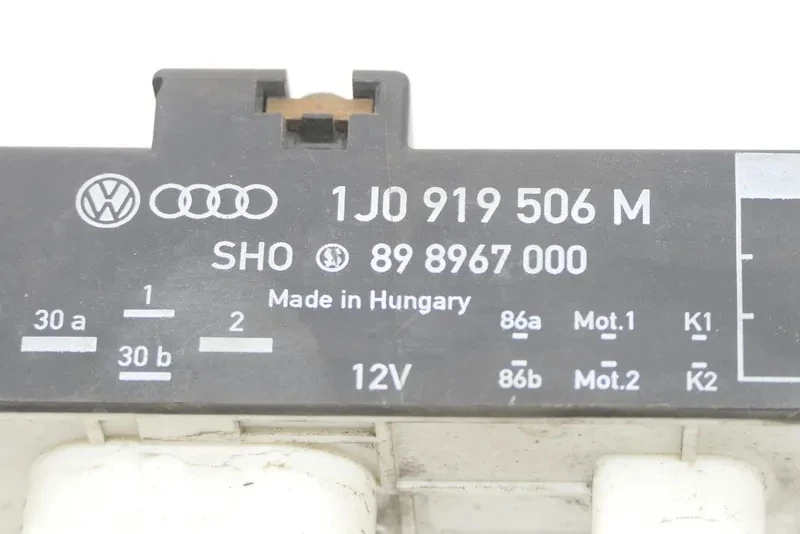 1J0 919 506 M
SHO 89 8967 000
Made in Hungary
30 a
1
2
30 b
12V
86a Mot.1 K1
86b Mot.2 K2